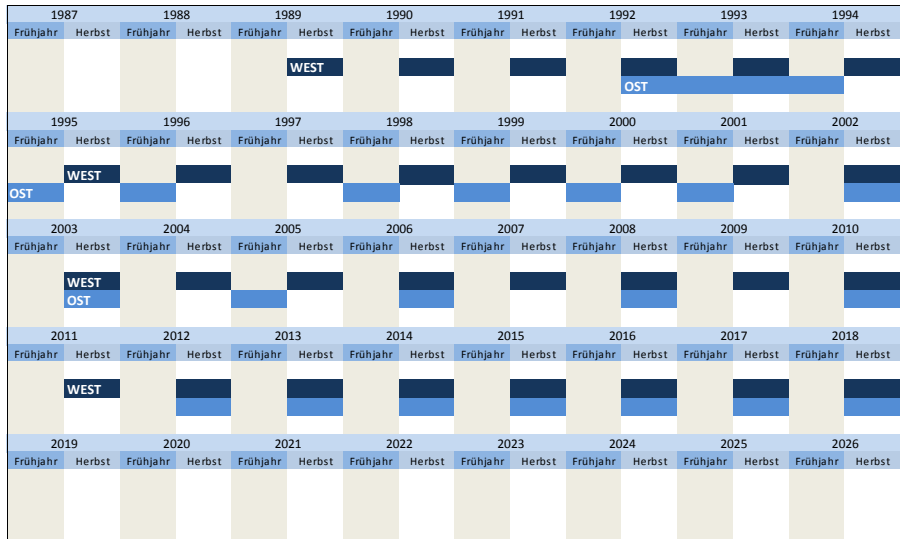 1987 1988 1989 1990 1991 1992 1993 1994
Frühjahr Herbst Frühjahr Herbst Frühjahr Herbst Frühjahr Herbst Frühjahr Herbst Frühjahr Herbst Frühjahr Herbst Frühjahr Herbst
WEST
OST
1995 1996 1997 1998 1999 2000 2001 2002
Frühjahr Herbst Frühjahr Herbst Frühjahr Herbst Frühjahr Herbst Frühjahr Herbst Frühjahr Herbst Frühjahr Herbst Frühjahr Herbst
WEST
OST
2003 2004 2005 2006 2007 2008 2009 2010
Frühjahr Herbst Frühjahr Herbst Frühjahr Herbst Frühjahr Herbst Frühjahr Herbst Frühjahr Herbst Frühjahr Herbst Frühjahr Herbst
WEST
OST
2011 2012 2013 2014 2015 2016 2017 2018
Frühjahr Herbst Frühjahr Herbst Frühjahr Herbst Frühjahr Herbst Frühjahr Herbst Frühjahr Herbst Frühjahr Herbst Frühjahr Herbst
WEST
2019 2020 2021 2022 2023 2024 2025 2026
Frühjahr Herbst Frühjahr Herbst Frühjahr Herbst Frühjahr Herbst Frühjahr Herbst Frühjahr Herbst Frühjahr Herbst Frühjahr Herbst